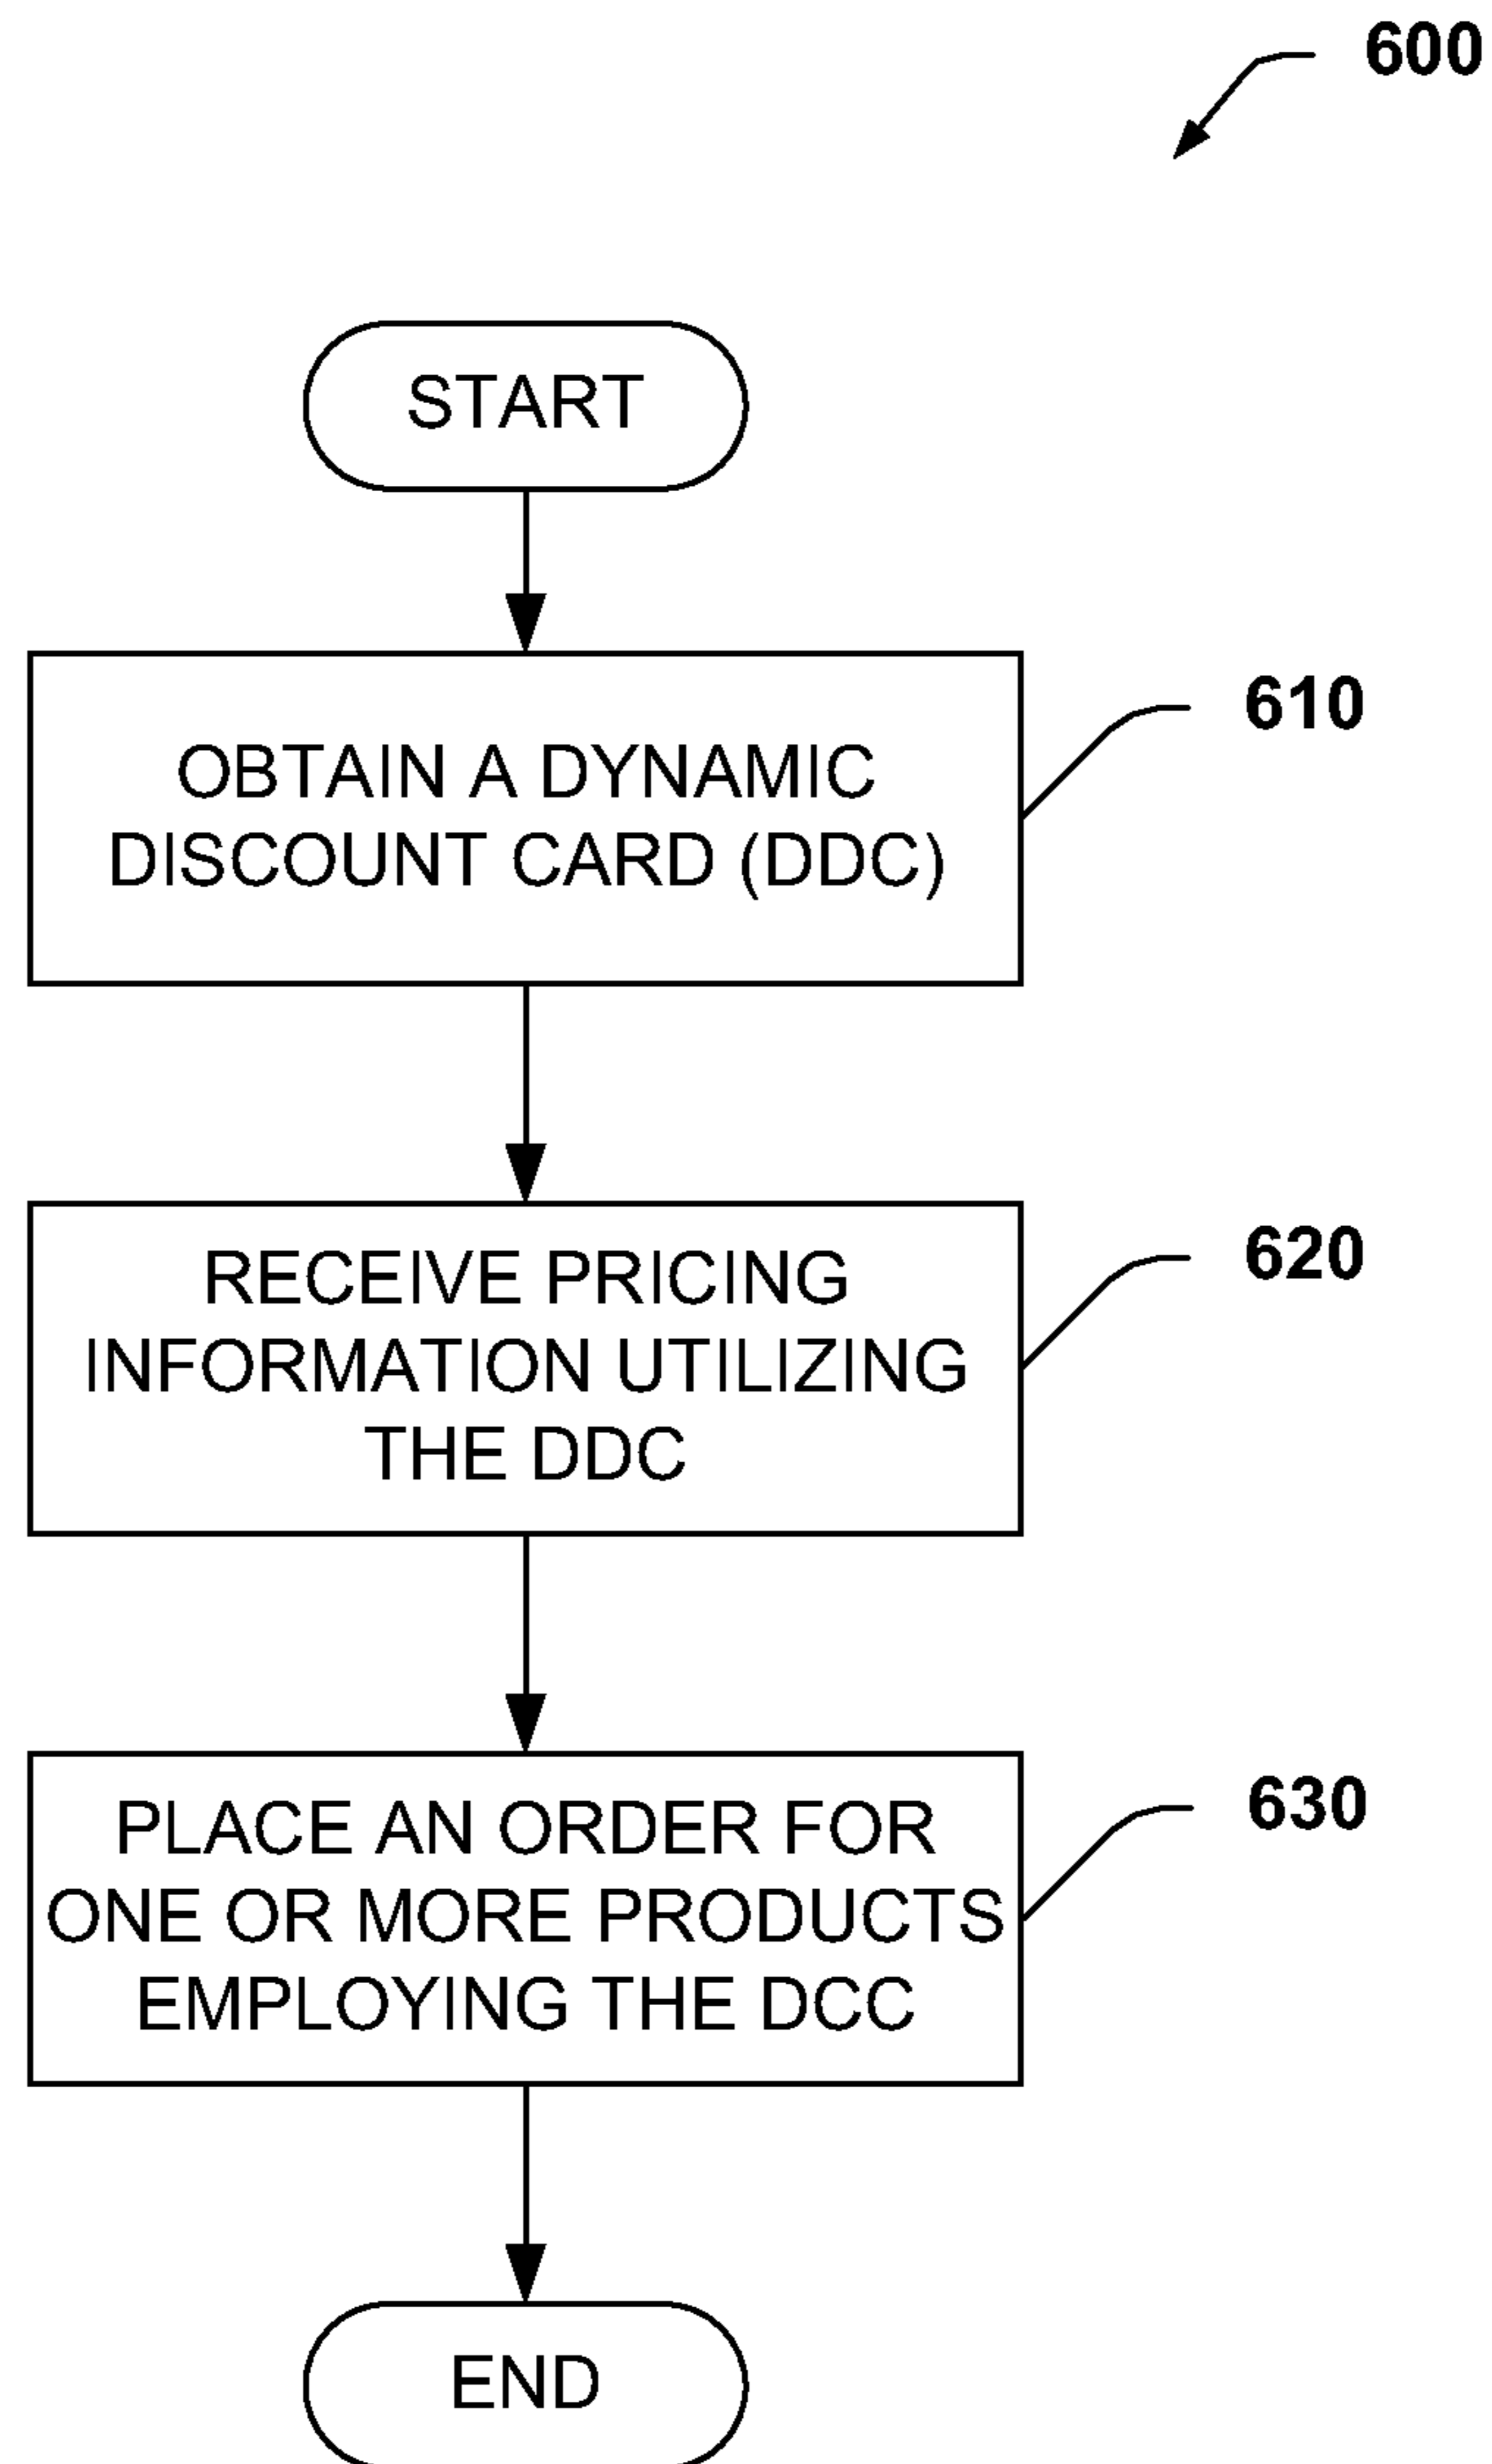 600
START
OBTAIN A DYNAMIC
DISCOUNT CARD (DDC)
610
RECEIVE PRICING
INFORMATION UTILIZING
THE DDC
620
PLACE AN ORDER FOR
ONE OR MORE PRODUCTS
EMPLOYING THE DCC
630
END